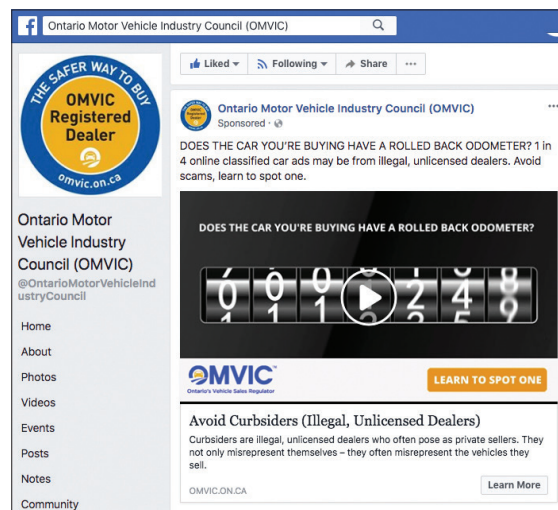 Ontario Motor Vehicle Industry Council (OMVIC)
THE SAFER WAY TO BUY
OMVIC
Registered
Dealer
omvic.on.ca
Ontario Motor
Vehicle Industry
Council (OMVIC)
@OntarioMotorVehicleInd
ustryCouncil
Home
About
Photos
Videos
Events
Posts
Notes
Community
Liked
Following
Share
Ontario Motor Vehicle Industry Council (OMVIC)
Sponsored ·
DOES THE CAR YOU'RE BUYING HAVE A ROLLED BACK ODOMETER? 1 in
4 online classified car ads may be from illegal, unlicensed dealers. Avoid
scams, learn to spot one.
DOES THE CAR YOU'RE BUYING HAVE A ROLLED BACK ODOMETER?
OMVIC™
Ontario's Vehicle Sales Regulator
LEARN TO SPOT ONE
Avoid Curbsiders (Illegal, Unlicensed Dealers)
Curbsiders are illegal, unlicensed dealers who often pose as private sellers. They
not only misrepresent themselves – they often misrepresent the vehicles they
sell.
OMVIC.ON.CA
Learn More